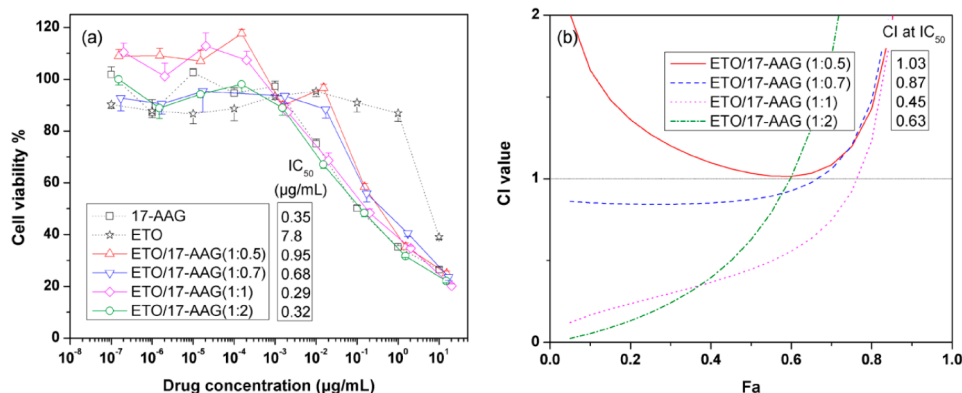 (a)
120
100
80
60
40
20
0
Cell viability %
IC50
(µg/mL)
17-AAG 0.35
ETO 7.8
ETO/17-AAG(1:0.5) 0.95
ETO/17-AAG(1:0.7) 0.68
ETO/17-AAG(1:1) 0.29
ETO/17-AAG(1:2) 0.32
10-8 10-7 10-6 10-5 10-4 10-3 10-2 10-1 100 101
Drug concentration (µg/mL)
(b)
2
1
0
CI value
CI at IC50
ETO/17-AAG (1:0.5) 1.03
ETO/17-AAG (1:0.7) 0.87
ETO/17-AAG (1:1) 0.45
ETO/17-AAG (1:2) 0.63
0.0 0.2 0.4 0.6 0.8 1.0
Fa